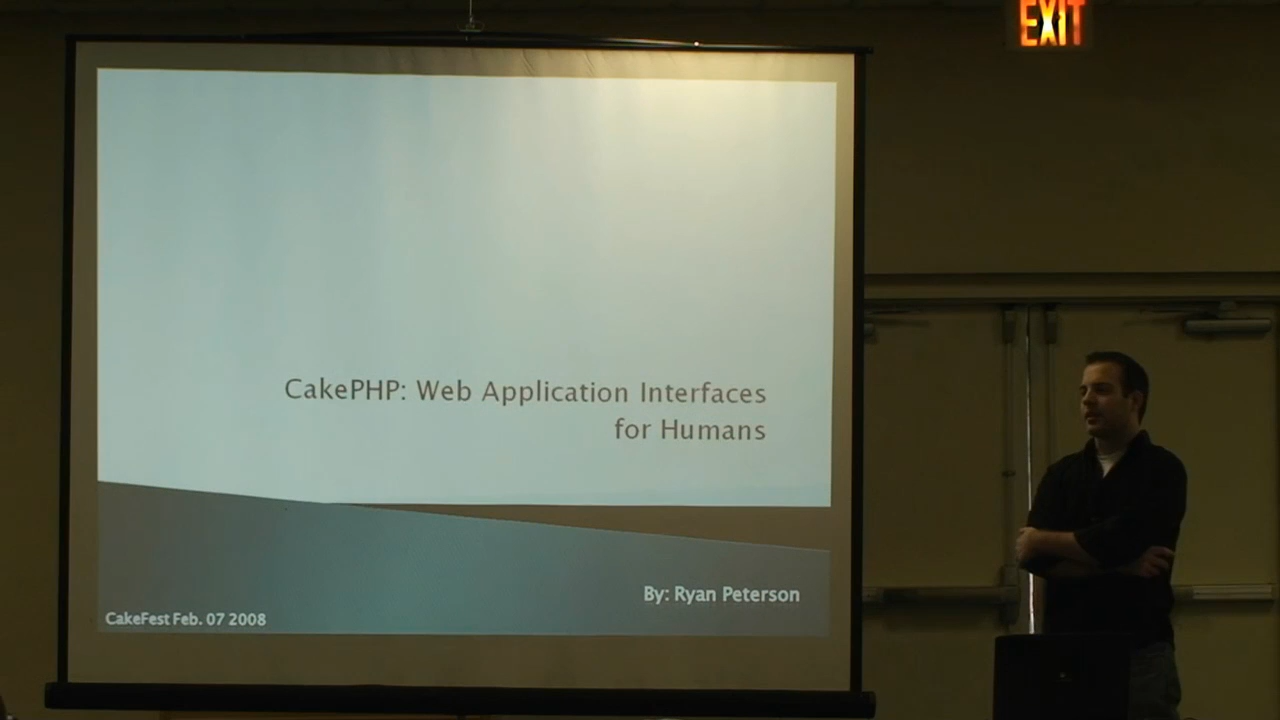 EXIT
CakePHP: Web Application Interfaces
for Humans
By: Ryan Peterson
CakeFest Feb. 07 2008